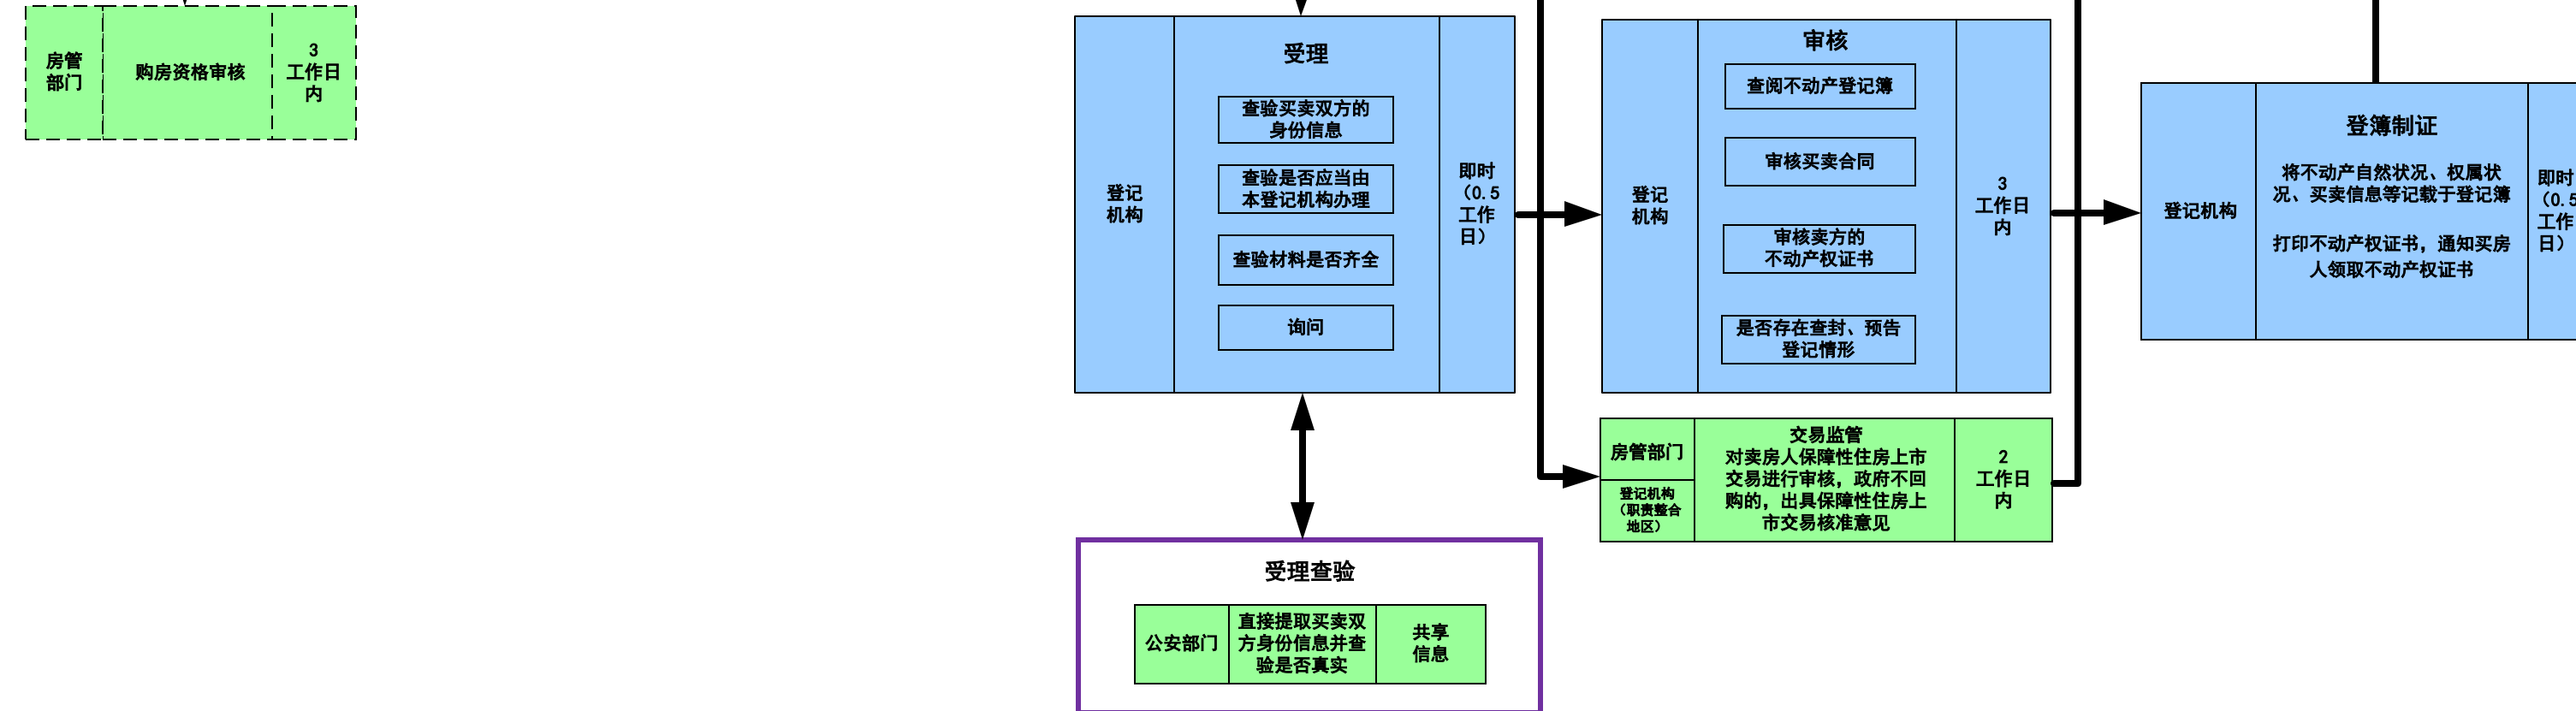 房管
部门
购房资格审核
3
工作日
内
登记
机构
受理
查验买卖双方的
身份信息
查验是否应当由
本登记机构办理
查验材料是否齐全
询问
即时
（0.5
工作
日）
登记
机构
审核
查阅不动产登记簿
审核买卖合同
审核卖方的
不动产权证书
是否存在查封、预告
登记情形
3
工作日
内
房管部门
登记机构
（职责整合
地区）
交易监管
对卖房人保障性住房上市
交易进行审核，政府不回
购的，出具保障性住房上
市交易核准意见
2
工作日
内
登记机构
登簿制证
将不动产自然状况、权属状
况、买卖信息等记载于登记簿
打印不动产权证书，通知买房
人领取不动产权证书
即时
（0.5
工作
日）
受理查验
公安部门
直接提取买卖双
方身份信息并查
验是否真实
共享
信息